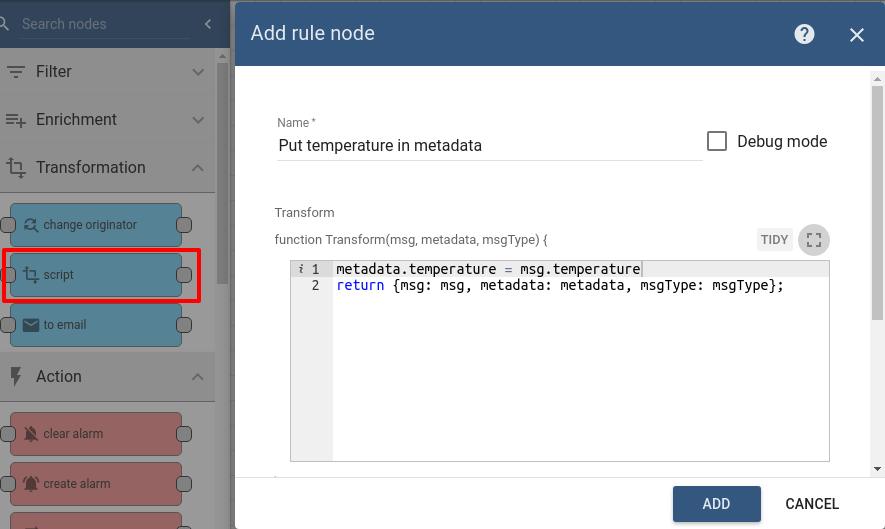 Search nodes
Filter
Enrichment
Transformation
change originator
script
to email
Action
clear alarm
create alarm
Add rule node
Name *
Put temperature in metadata
Debug mode
Transform
function Transform(msg, metadata, msgType) {
TIDY
i 1 metadata.temperature = msg.temperature
2 return {msg: msg, metadata: metadata, msgType: msgType};
ADD
CANCEL